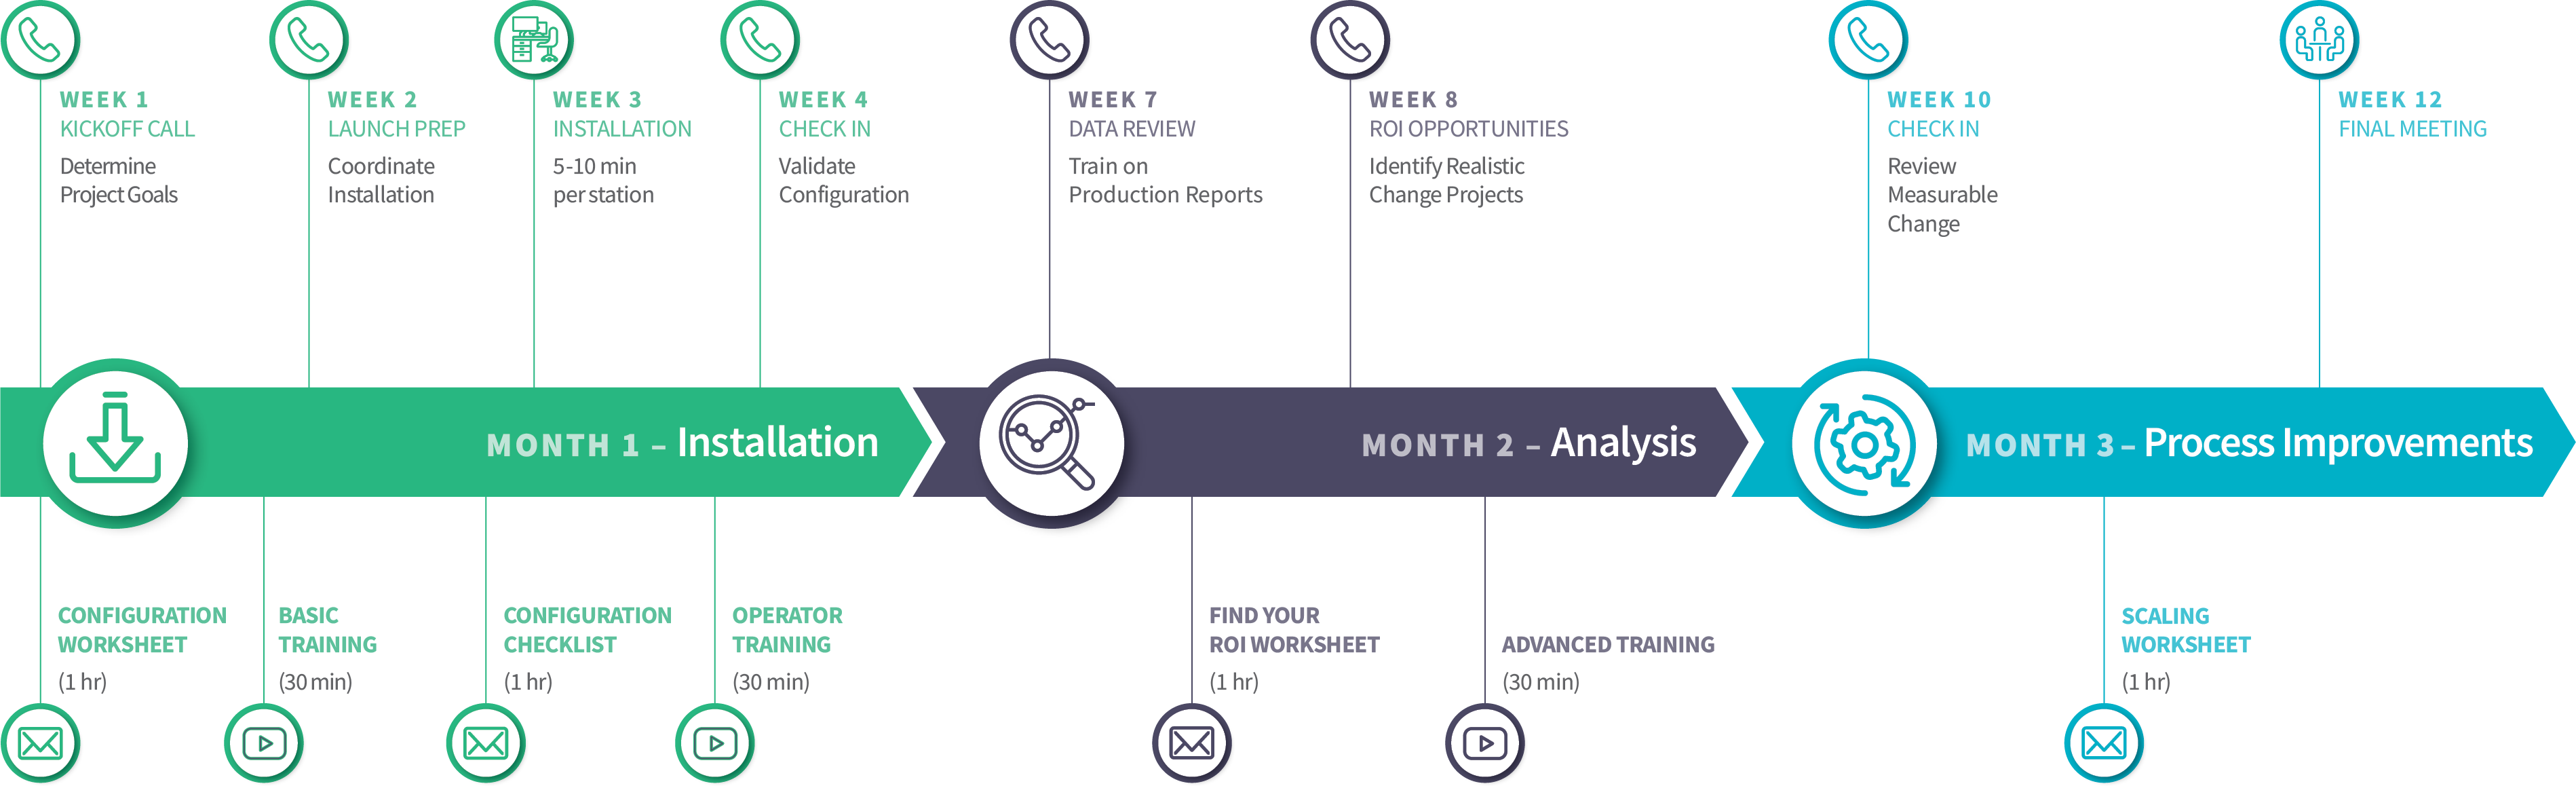 WEEK 1
KICKOFF CALL
Determine
Project Goals
WEEK 2
LAUNCH PREP
Coordinate
Installation
WEEK 3
INSTALLATION
5-10 min
per station
WEEK 4
CHECK IN
Validate
Configuration
WEEK 7
DATA REVIEW
Train on
Production Reports
WEEK 8
ROI OPPORTUNITIES
Identify Realistic
Change Projects
WEEK 10
CHECK IN
Review
Measurable
Change
WEEK 12
FINAL MEETING
MONTH 1 – Installation
MONTH 2 – Analysis
MONTH 3 – Process Improvements
CONFIGURATION
WORKSHEET
(1 hr)
BASIC
TRAINING
(30 min)
CONFIGURATION
CHECKLIST
(1 hr)
OPERATOR
TRAINING
(30 min)
FIND YOUR
ROI WORKSHEET
(1 hr)
ADVANCED TRAINING
(30 min)
SCALING
WORKSHEET
(1 hr)